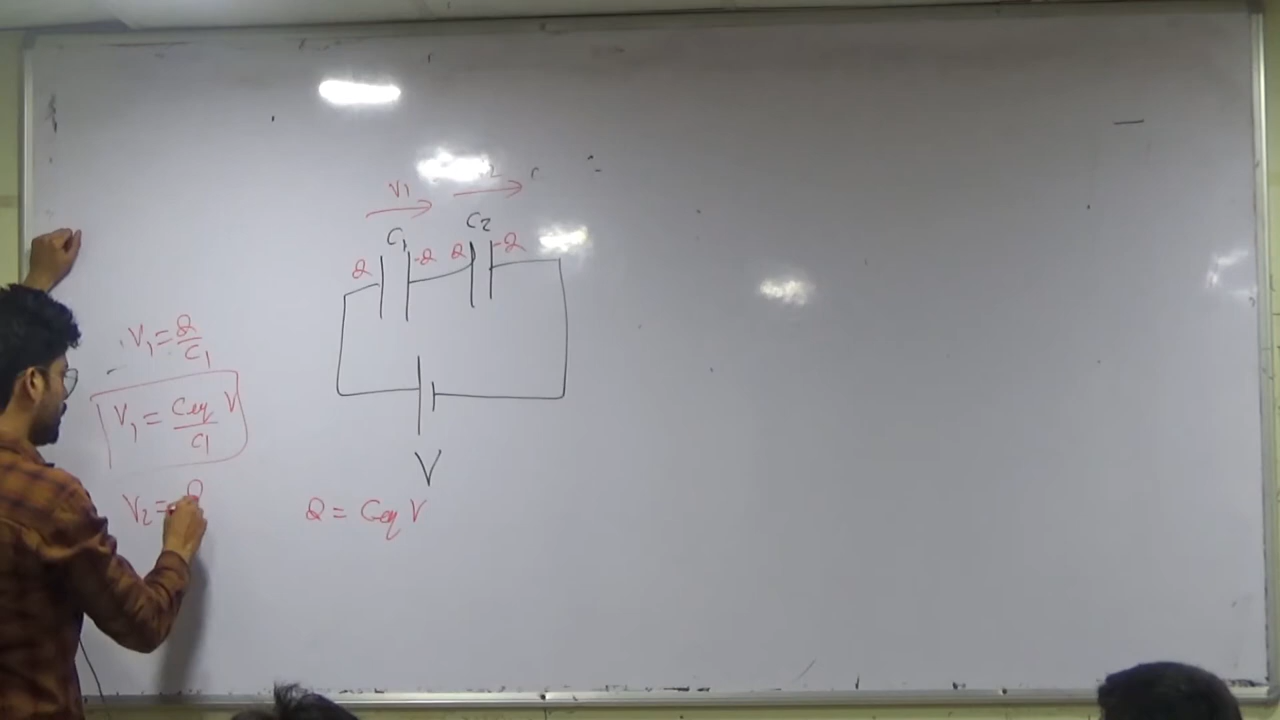 V1
C1
C2
Q
-Q
Q
-Q
V
Q = Ceq V
V1 = Q/C1
V1 = Ceq/C1 V
V2 = Q